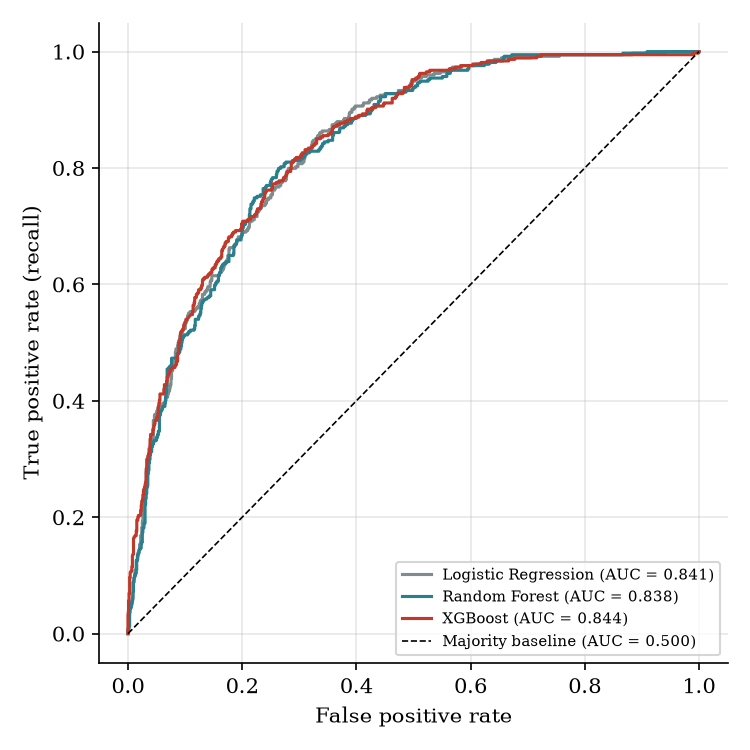 1.0
0.8
0.6
0.4
0.2
0.0
True positive rate (recall)
Logistic Regression (AUC = 0.841)
Random Forest (AUC = 0.838)
XGBoost (AUC = 0.844)
Majority baseline (AUC = 0.500)
0.0 0.2 0.4 0.6 0.8 1.0
False positive rate